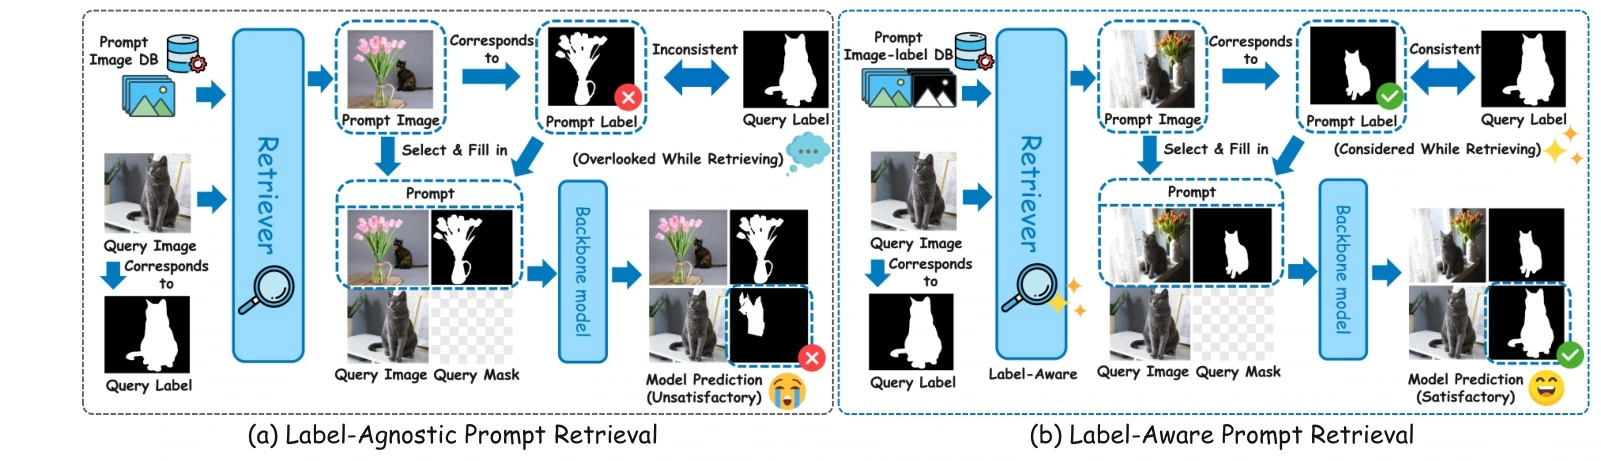 Prompt
Image DB
Retriever
Query Image
Corresponds
to
Query Label
Prompt Image
Corresponds
to
Prompt Label
Inconsistent
Query Label
(Overlooked While Retrieving)
Select & Fill in
Prompt
Query Image Query Mask
Backbone model
Model Prediction
(Unsatisfactory)
(a) Label-Agnostic Prompt Retrieval
Prompt
Image-label DB
Retriever
Label-Aware
Query Image
Corresponds
to
Query Label
Prompt Image
Corresponds
to
Prompt Label
Consistent
Query Label
(Considered While Retrieving)
Select & Fill in
Prompt
Query Image Query Mask
Backbone model
Model Prediction
(Satisfactory)
(b) Label-Aware Prompt Retrieval